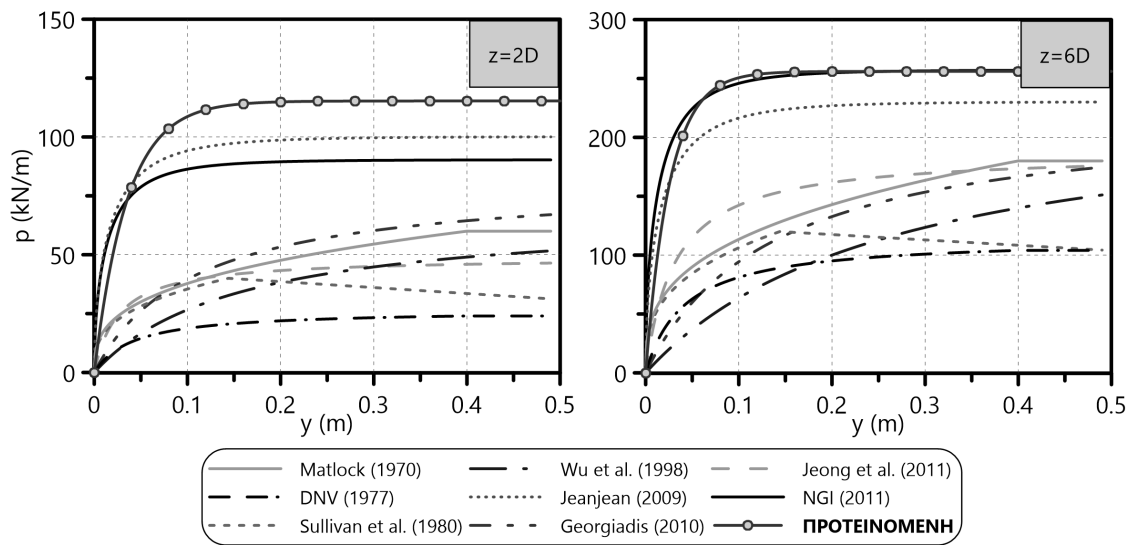 150
100
50
0
p (kN/m)
z=2D
0
0.1
0.2
0.3
0.4
0.5
y (m)
300
200
100
0
z=6D
0
0.1
0.2
0.3
0.4
0.5
y (m)
Matlock (1970)
Wu et al. (1998)
Jeong et al. (2011)
DNV (1977)
Jeanjean (2009)
NGI (2011)
Sullivan et al. (1980)
Georgiadis (2010)
ΠΡΟΤΕΙΝΟΜΕΝΗ